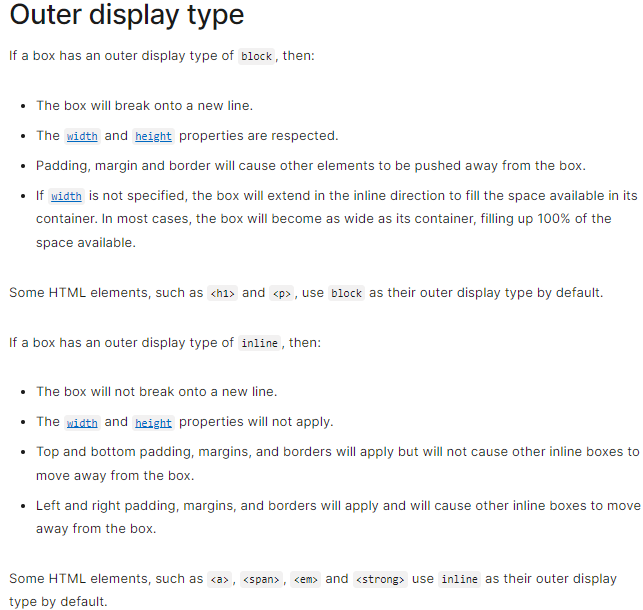 Outer display type
If a box has an outer display type of block, then:
The box will break onto a new line.
The width and height properties are respected.
Padding, margin and border will cause other elements to be pushed away from the box.
If width is not specified, the box will extend in the inline direction to fill the space available in its
container. In most cases, the box will become as wide as its container, filling up 100% of the
space available.
Some HTML elements, such as <h1> and <p>, use block as their outer display type by default.
If a box has an outer display type of inline, then:
The box will not break onto a new line.
The width and height properties will not apply.
Top and bottom padding, margins, and borders will apply but will not cause other inline boxes to
move away from the box.
Left and right padding, margins, and borders will apply and will cause other inline boxes to move
away from the box.
Some HTML elements, such as <a>, <span>, <em> and <strong> use inline as their outer display
type by default.